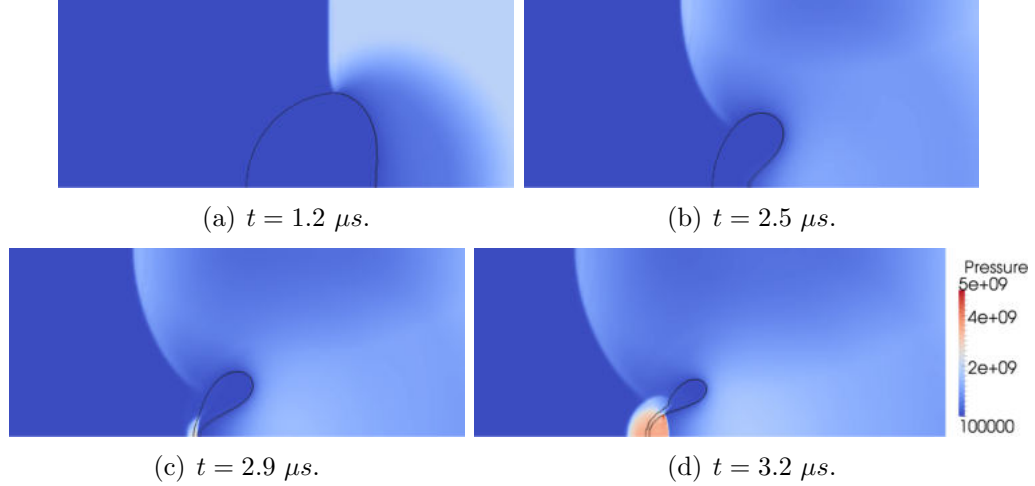 (a) t = 1.2 μs.
(b) t = 2.5 μs.
Pressure
5e+09
4e+09
2e+09
100000
(c) t = 2.9 μs.
(d) t = 3.2 μs.